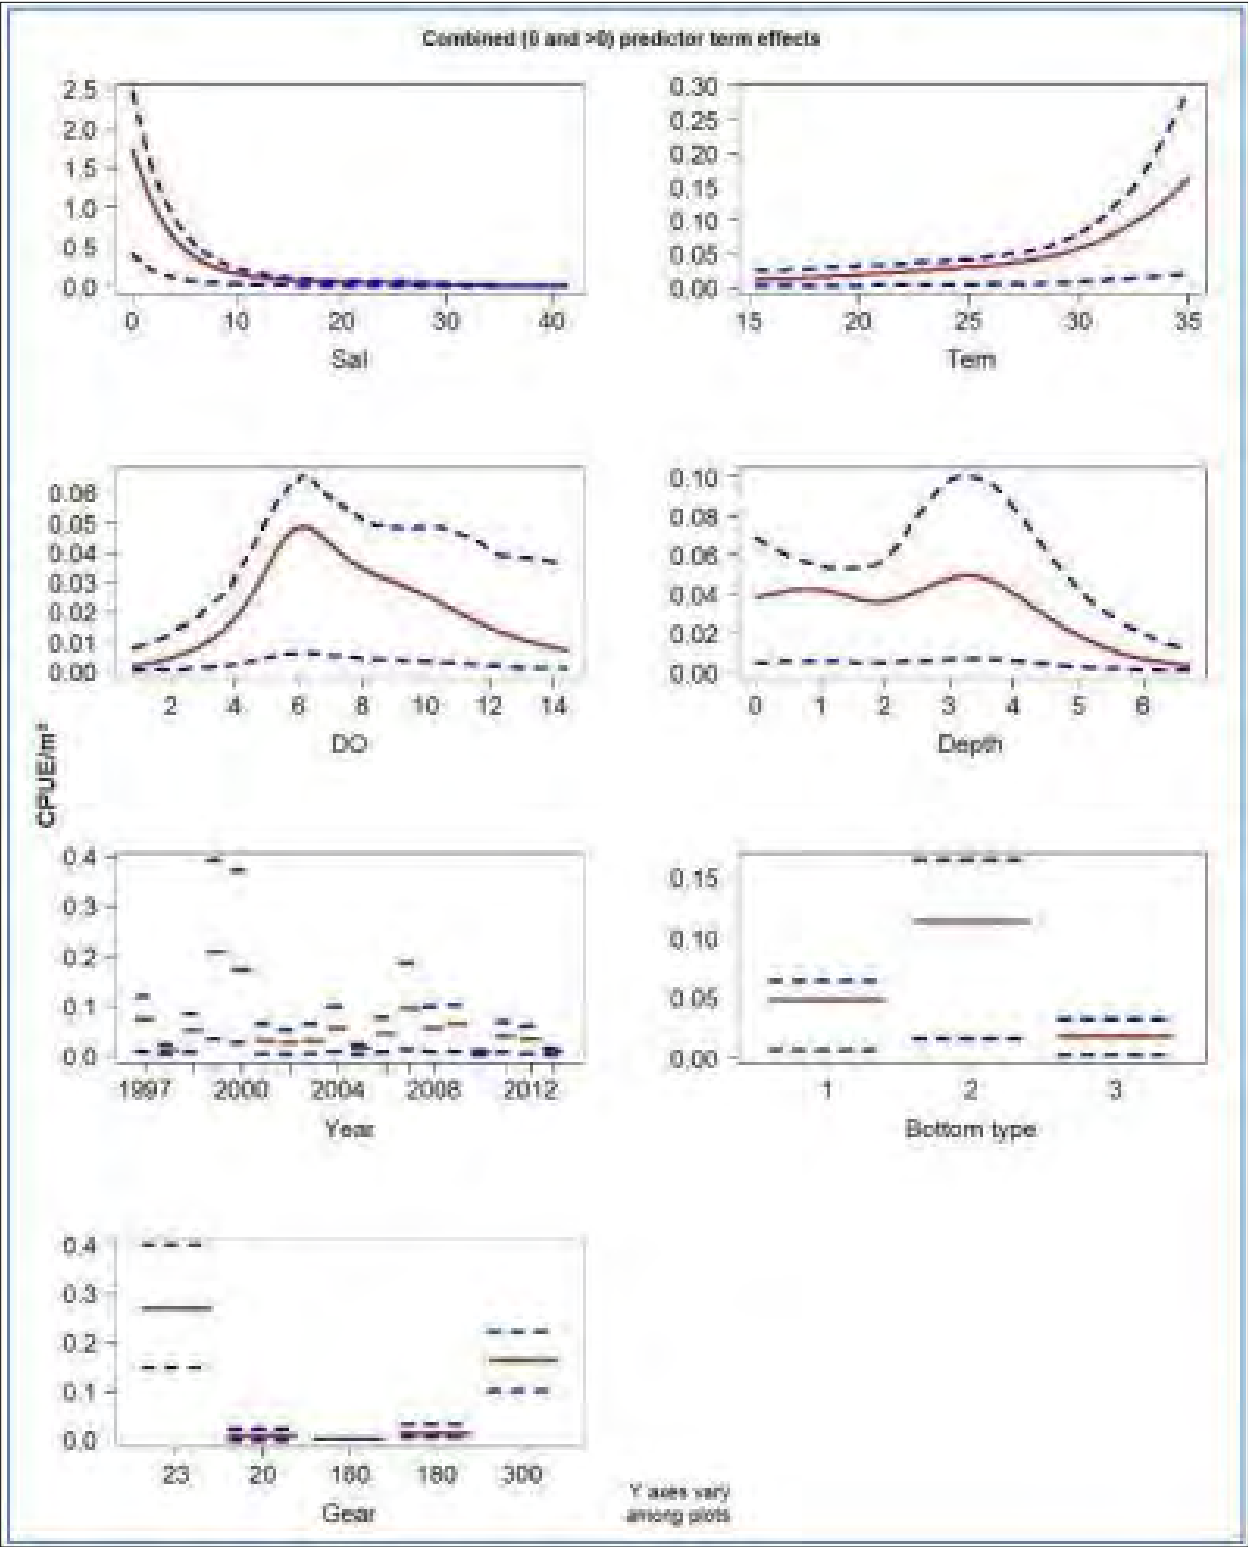 Combined (0 and >0) predictor term effects
2.5
2.0
1.5
1.0
0.5
0.0
0 10 20 30 40
Sal
0.30
0.25
0.20
0.15
0.10
0.05
0.00
15 20 25 30 35
Tem
0.06
0.05
0.04
0.03
0.02
0.01
0.00
2 4 6 8 10 12 14
DO
0.10
0.08
0.06
0.04
0.02
0.00
0 1 2 3 4 5 6
Depth
CPUE/m²
0.4
0.3
0.2
0.1
0.0
1997 2000 2004 2008 2012
Year
0.15
0.10
0.05
0.00
1 2 3
Bottom type
0.4
0.3
0.2
0.1
0.0
23 20 160 180 300
Gear
Y axes vary
among plots